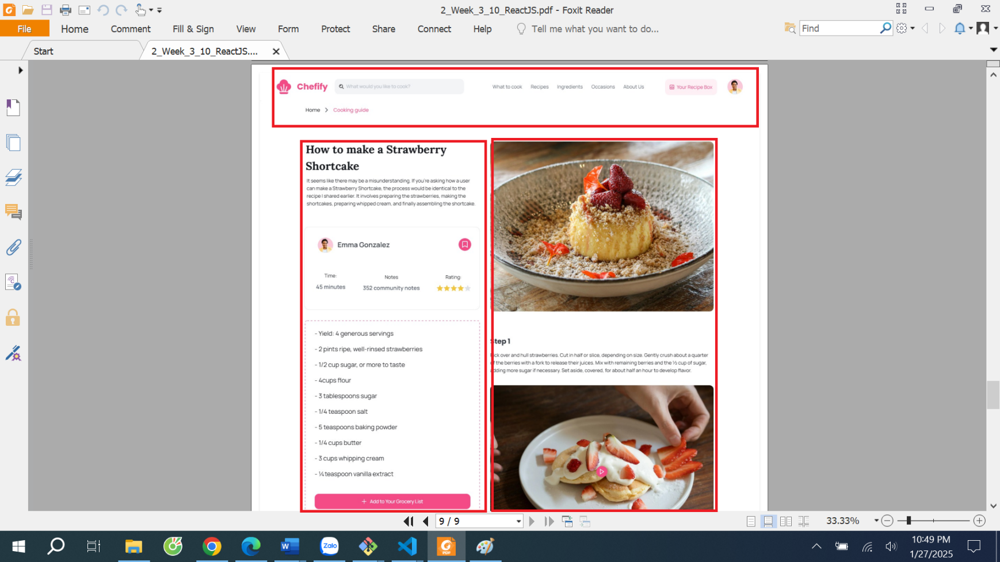 2_Week_3_10_ReactJS.pdf - Foxit Reader
File Home Comment Fill & Sign View Form Protect Share Connect Help Tell me what you want to do... Find
Start 2_Week_3_10_ReactJS....
Chefify What would you like to cook? What to cook Recipes Ingredients Occasions About Us Your Recipe Box
Home > Cooking guide
How to make a Strawberry
Shortcake
It seems like there may be a misunderstanding. If you're asking how a user
can make a Strawberry Shortcake, the process would be identical to the
recipe I shared earlier. It involves preparing the strawberries, making the
shortcakes, preparing whipped cream, and finally assembling the shortcake.
Emma Gonzalez
Time: Notes Rating:
45 minutes 352 community notes
- Yield: 4 generous servings
- 2 pints ripe, well-rinsed strawberries
- 1/2 cup sugar, or more to taste
- 4cups flour
- 3 tablespoons sugar
- 1/4 teaspoon salt
- 5 teaspoons baking powder
- 1/4 cups butter
- 3 cups whipping cream
- ¼ teaspoon vanilla extract
+ Add to Your Grocery List
Step 1
Pick over and hull strawberries. Cut in half or slice, depending on size. Gently crush about a quarter
of the berries with a fork to release their juices. Mix with remaining berries and the ½ cup of sugar,
adding more sugar if necessary. Set aside, covered, for about half an hour to develop flavor.
9 / 9 33.33%
Zalo
PDF
10:49 PM
1/27/2025